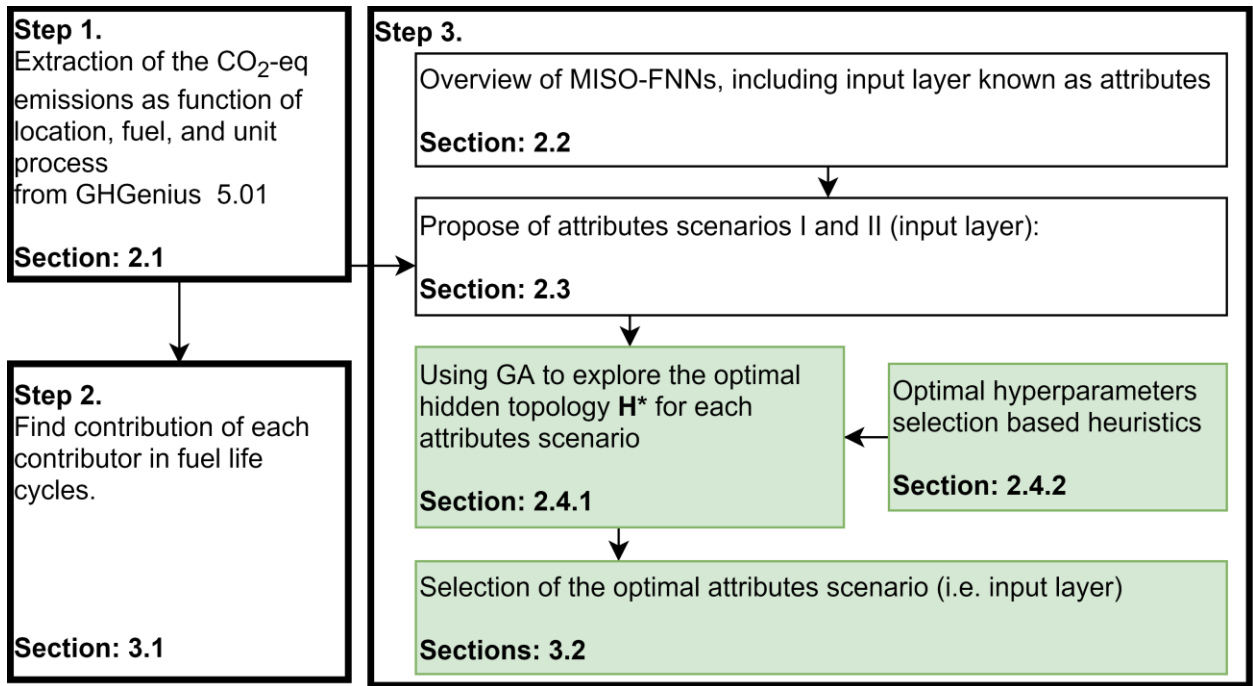 Step 1.
Extraction of the CO₂-eq
emissions as function of
location, fuel, and unit
process
from GHGenius 5.01
Section: 2.1
Step 2.
Find contribution of each
contributor in fuel life
cycles.
Section: 3.1
Step 3.
Overview of MISO-FNNs, including input layer known as attributes
Section: 2.2
Propose of attributes scenarios I and II (input layer):
Section: 2.3
Using GA to explore the optimal
hidden topology H* for each
attributes scenario
Section: 2.4.1
Optimal hyperparameters
selection based heuristics
Section: 2.4.2
Selection of the optimal attributes scenario (i.e. input layer)
Sections: 3.2